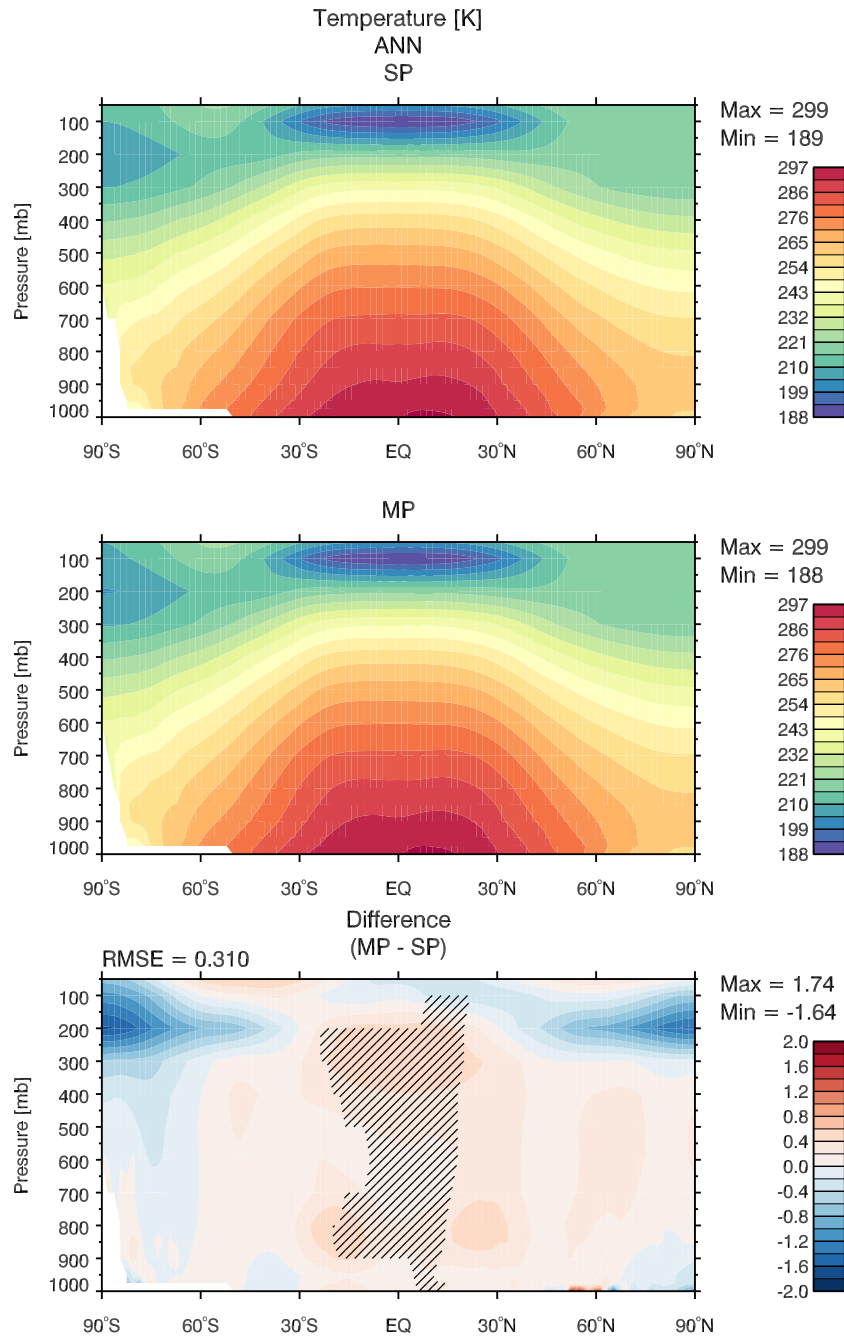 Temperature [K]
ANN
SP
Max = 299
Min = 189
Pressure [mb]
100
200
300
400
500
600
700
800
900
1000
90°S
60°S
30°S
EQ
30°N
60°N
90°N
297
286
276
265
254
243
232
221
210
199
188
MP
Max = 299
Min = 188
Pressure [mb]
100
200
300
400
500
600
700
800
900
1000
90°S
60°S
30°S
EQ
30°N
60°N
90°N
297
286
276
265
254
243
232
221
210
199
188
Difference
(MP - SP)
RMSE = 0.310
Max = 1.74
Min = -1.64
Pressure [mb]
100
200
300
400
500
600
700
800
900
1000
90°S
60°S
30°S
EQ
30°N
60°N
90°N
2.0
1.6
1.2
0.8
0.4
0.0
-0.4
-0.8
-1.2
-1.6
-2.0